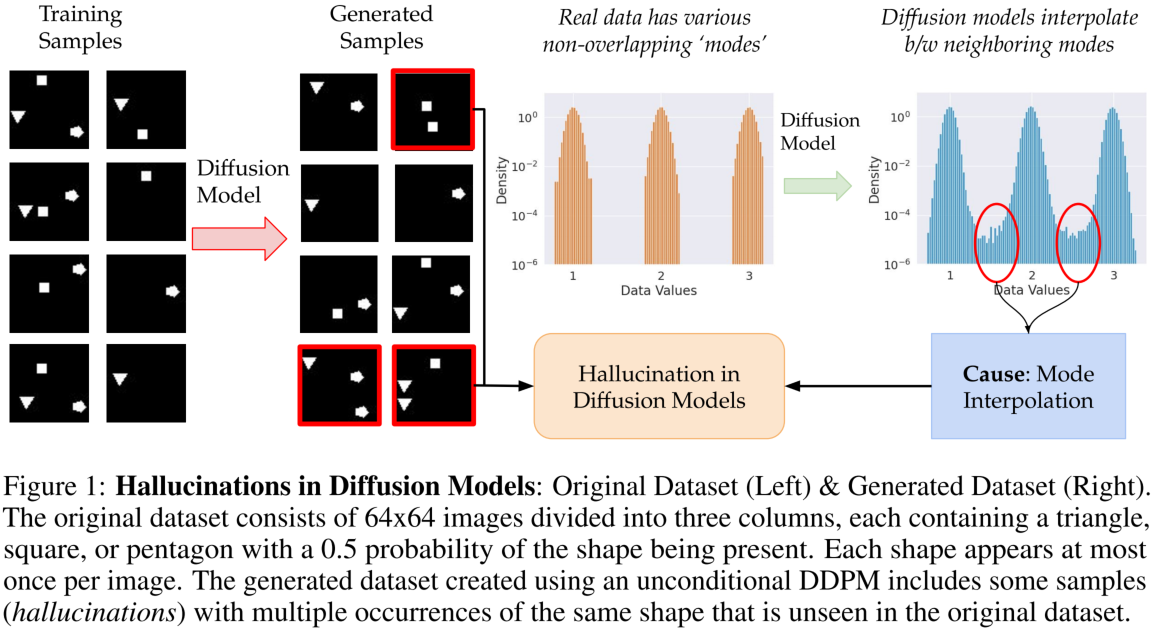 Training
Samples
Generated
Samples
Real data has various
non-overlapping ‘modes’
Diffusion models interpolate
b/w neighboring modes
Diffusion
Model
Density
10⁰
10⁻²
10⁻⁴
10⁻⁶
1
2
3
Data Values
Diffusion
Model
Density
10⁰
10⁻²
10⁻⁴
10⁻⁶
1
2
3
Data Values
Hallucination in
Diffusion Models
Cause: Mode
Interpolation
Figure 1: Hallucinations in Diffusion Models: Original Dataset (Left) & Generated Dataset (Right).
The original dataset consists of 64x64 images divided into three columns, each containing a triangle,
square, or pentagon with a 0.5 probability of the shape being present. Each shape appears at most
once per image. The generated dataset created using an unconditional DDPM includes some samples
(hallucinations) with multiple occurrences of the same shape that is unseen in the original dataset.